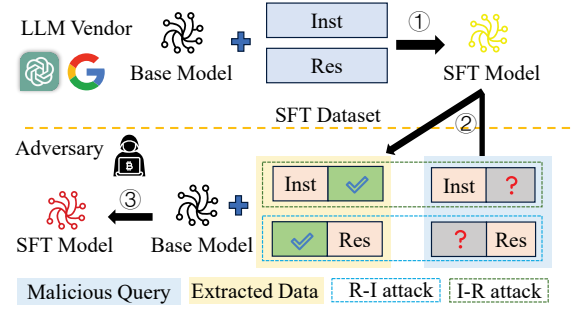 LLM Vendor
Base Model
Inst
Res
①
SFT Model
SFT Dataset
②
Adversary
Inst
Inst ?
③
Res
? Res
SFT Model
Base Model
Malicious Query
Extracted Data
R-I attack
I-R attack